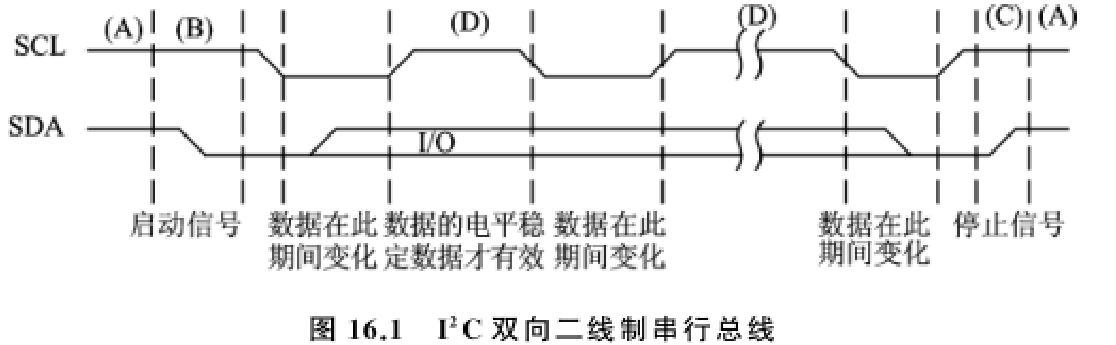 (A) (B) (D) (D) (C) (A)
SCL
SDA
I/O
启动信号
数据在此
期间变化
数据的电平稳
定数据才有效
数据在此
期间变化
数据在此
期间变化
停止信号
图 16.1 I²C 双向二线制串行总线